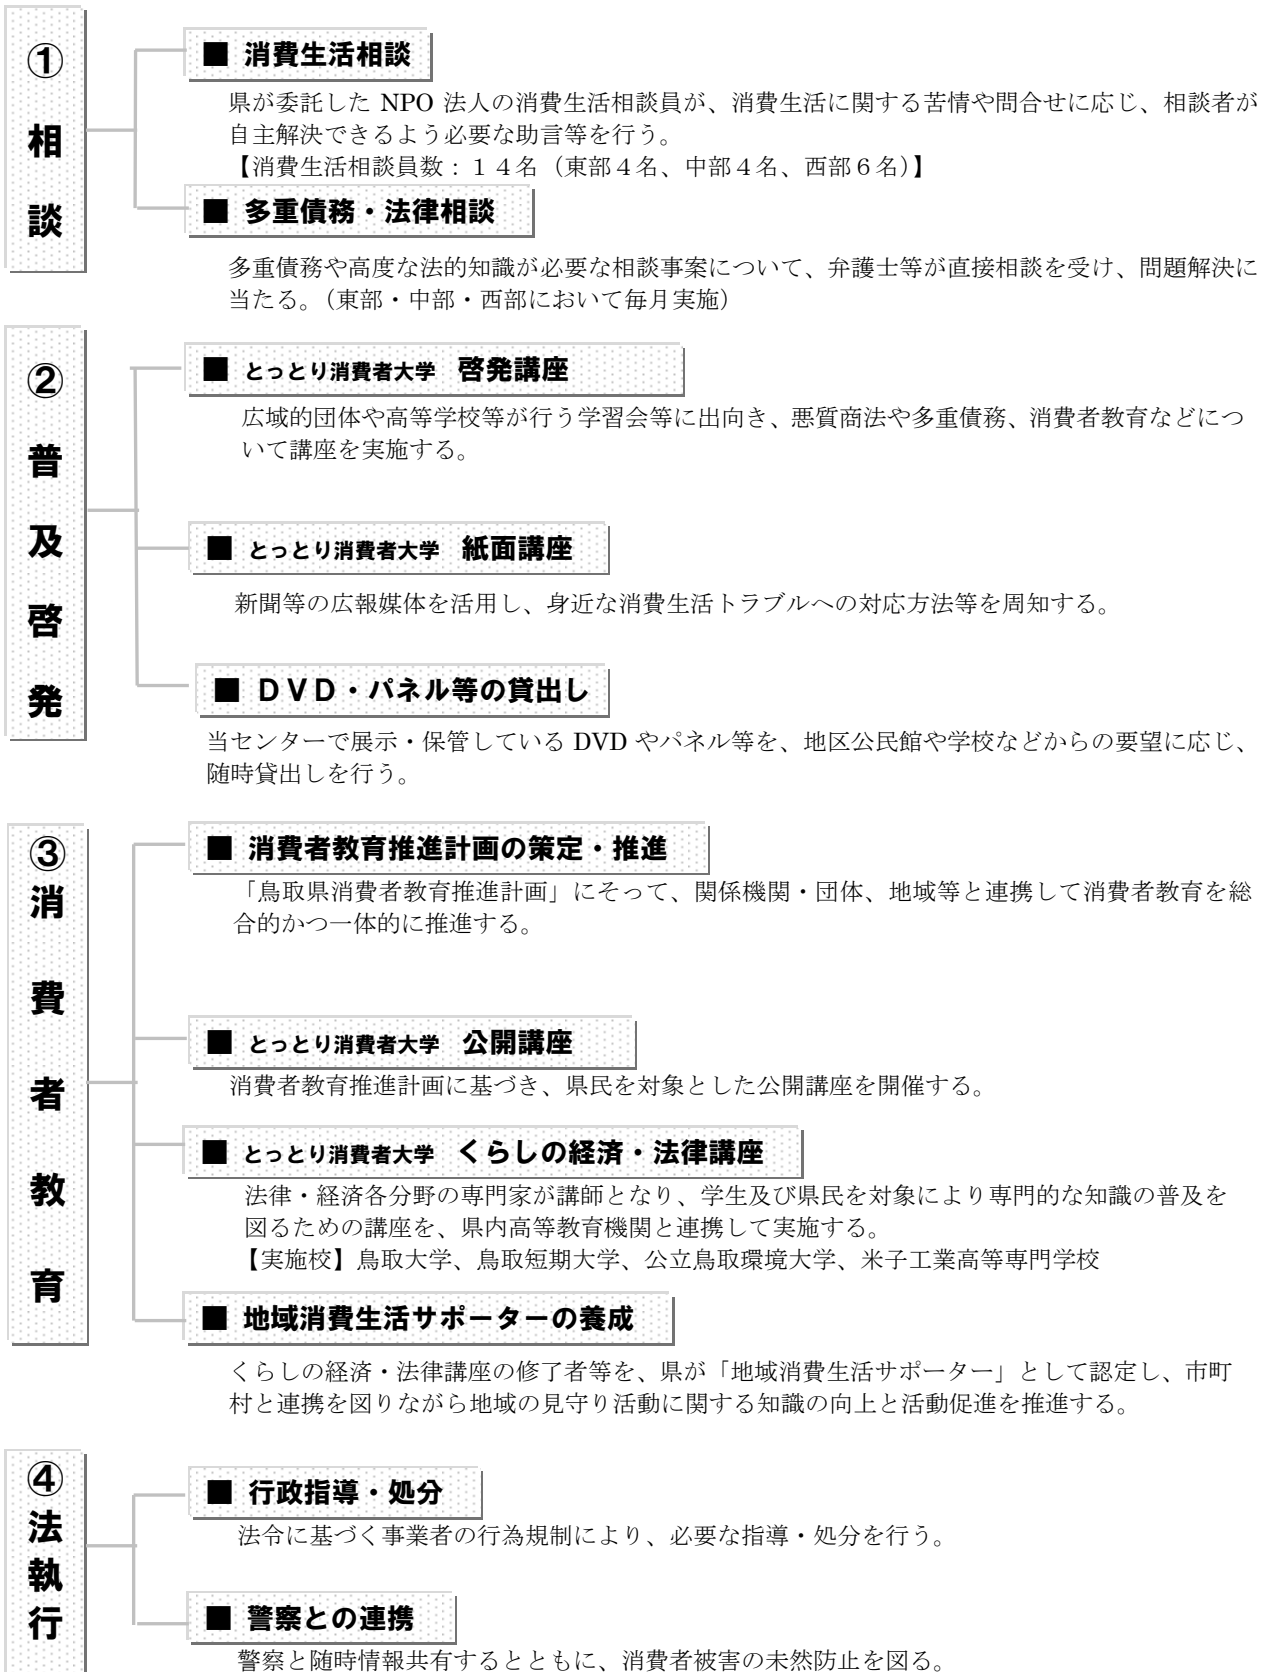 ① 相談
■ 消費生活相談
県が委託した NPO 法人の消費生活相談員が、消費生活に関する苦情や問合せに応じ、相談者が
自主解決できるよう必要な助言等を行う。
【消費生活相談員数：１４名（東部４名、中部４名、西部６名）】
■ 多重債務・法律相談
多重債務や高度な法的知識が必要な相談事案について、弁護士等が直接相談を受け、問題解決に
当たる。（東部・中部・西部において毎月実施）
② 普及啓発
■ とっとり消費者大学 啓発講座
広域的団体や高等学校等が行う学習会等に出向き、悪質商法や多重債務、消費者教育などにつ
いて講座を実施する。
■ とっとり消費者大学 紙面講座
新聞等の広報媒体を活用し、身近な消費生活トラブルへの対応方法等を周知する。
■ ＤＶＤ・パネル等の貸出し
当センターで展示・保管している DVD やパネル等を、地区公民館や学校などからの要望に応じ、
随時貸出しを行う。
③ 消費者教育
■ 消費者教育推進計画の策定・推進
「鳥取県消費者教育推進計画」にそって、関係機関・団体、地域等と連携して消費者教育を総
合的かつ一体的に推進する。
■ とっとり消費者大学 公開講座
消費者教育推進計画に基づき、県民を対象とした公開講座を開催する。
■ とっとり消費者大学 くらしの経済・法律講座
法律・経済各分野の専門家が講師となり、学生及び県民を対象により専門的な知識の普及を
図るための講座を、県内高等教育機関と連携して実施する。
【実施校】鳥取大学、鳥取短期大学、公立鳥取環境大学、米子工業高等専門学校
■ 地域消費生活サポーターの養成
くらしの経済・法律講座の修了者等を、県が「地域消費生活サポーター」として認定し、市町
村と連携を図りながら地域の見守り活動に関する知識の向上と活動促進を推進する。
④ 法執行
■ 行政指導・処分
法令に基づく事業者の行為規制により、必要な指導・処分を行う。
■ 警察との連携
警察と随時情報共有するとともに、消費者被害の未然防止を図る。